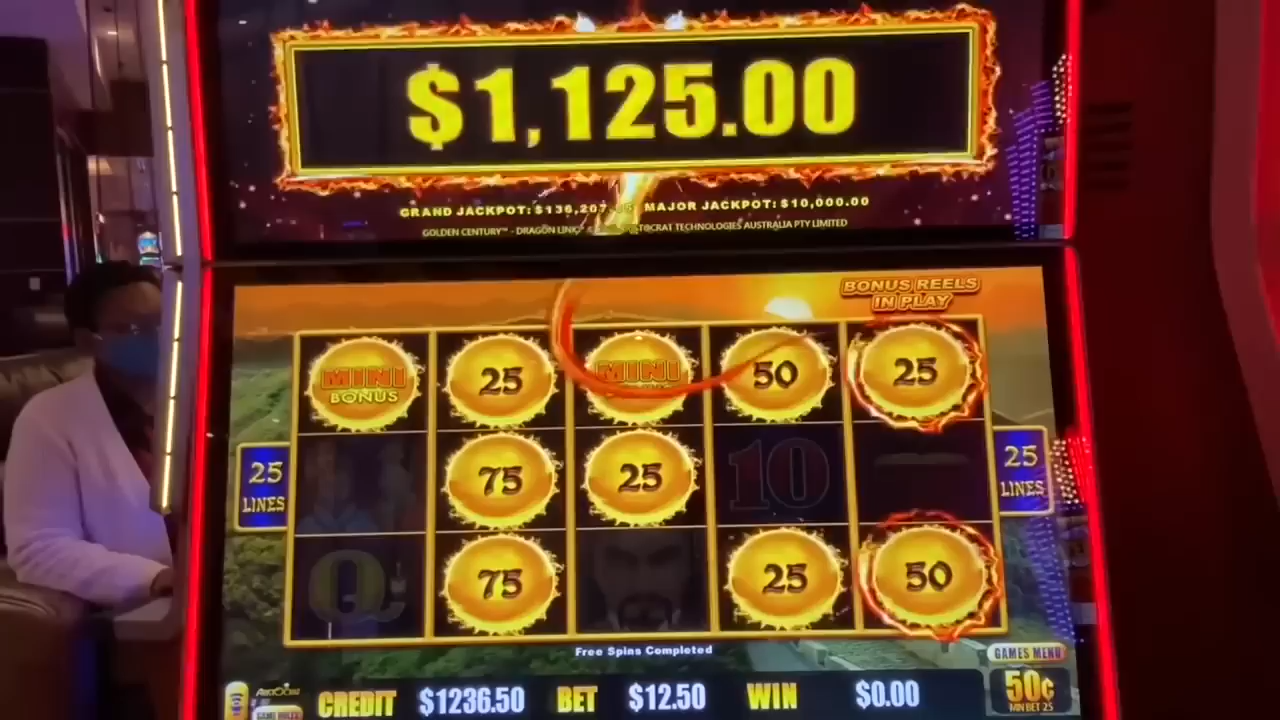 $1,125.00
GRAND JACKPOT: $136,207. MAJOR JACKPOT: $10,000.00
GOLDEN CENTURY™ - DRAGON LINK TECHNOLOGIES AUSTRALIA PTY LIMITED
BONUS REELS
IN PLAY
MINI
BONUS
25
MINI
50
25
25
LINES
75
25
10
25
LINES
Q
75
25
50
Free Spins Completed
GAMES MENU
CREDIT $1236.50 BET $12.50 WIN $0.00
50¢
MIN BET 25